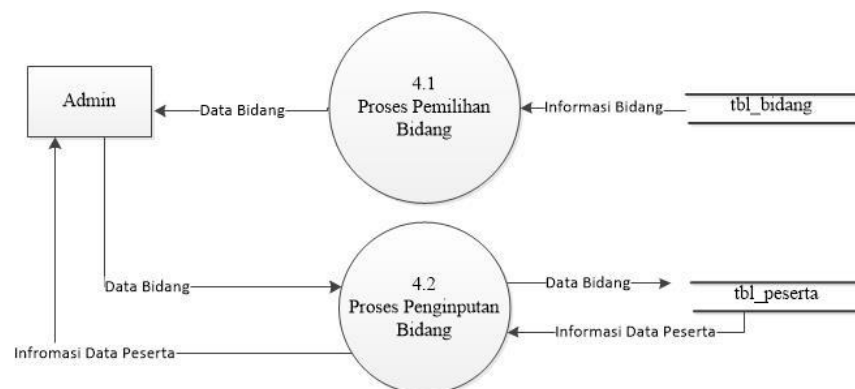 Admin
Data Bidang
4.1
Proses Pemilihan
Bidang
Informasi Bidang
tbl_bidang
Data Bidang
4.2
Proses Penginputan
Bidang
Data Bidang
tbl_peserta
Informasi Data Peserta
Infromasi Data Peserta